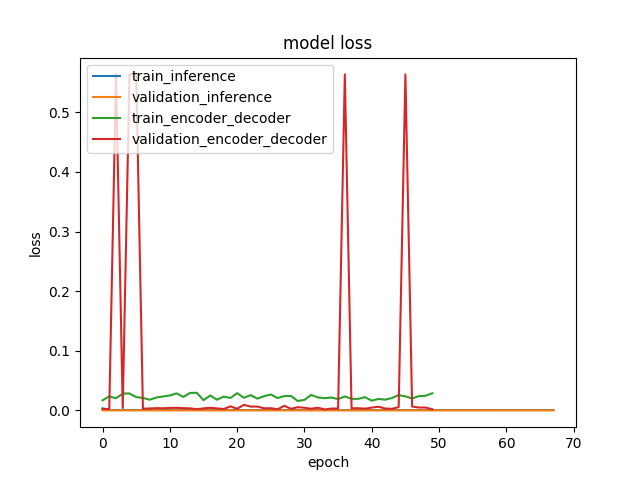 model loss
train_inference
validation_inference
train_encoder_decoder
validation_encoder_decoder
0.5
0.4
0.3
0.2
0.1
0.0
loss
0 10 20 30 40 50 60 70
epoch